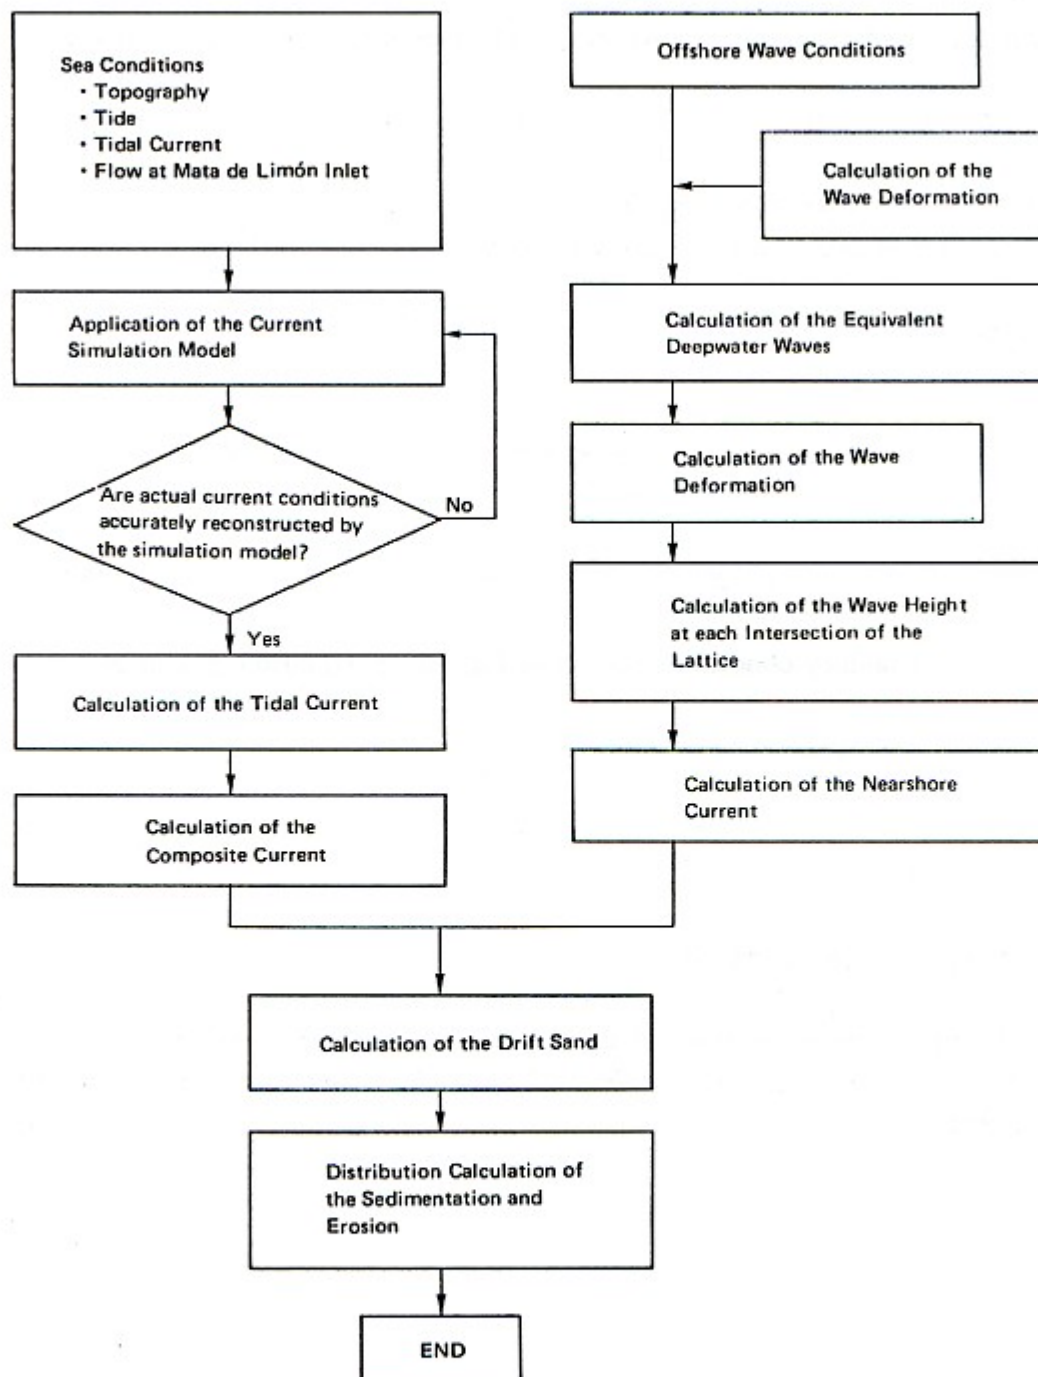 Sea Conditions
• Topography
• Tide
• Tidal Current
• Flow at Mata de Limón Inlet
Application of the Current
Simulation Model
Are actual current conditions
accurately reconstructed by
the simulation model?
No
Yes
Calculation of the Tidal Current
Calculation of the
Composite Current
Offshore Wave Conditions
Calculation of the
Wave Deformation
Calculation of the Equivalent
Deepwater Waves
Calculation of the Wave
Deformation
Calculation of the Wave Height
at each Intersection of the
Lattice
Calculation of the Nearshore
Current
Calculation of the Drift Sand
Distribution Calculation of
the Sedimentation and
Erosion
END